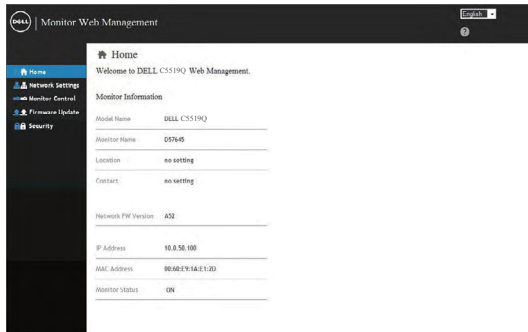 DELL | Monitor Web Management
English
?
Home
Network Settings
Monitor Control
Firmware Update
Security
Home
Welcome to DELL C5519Q Web Management.
Monitor Information
Model Name DELL C5519Q
Monitor Name D57645
Location no setting
Contact no setting
Network FW Version A52
IP Address 10.0.50.100
MAC Address 00:60:E9:1A:E1:2D
Monitor Status ON